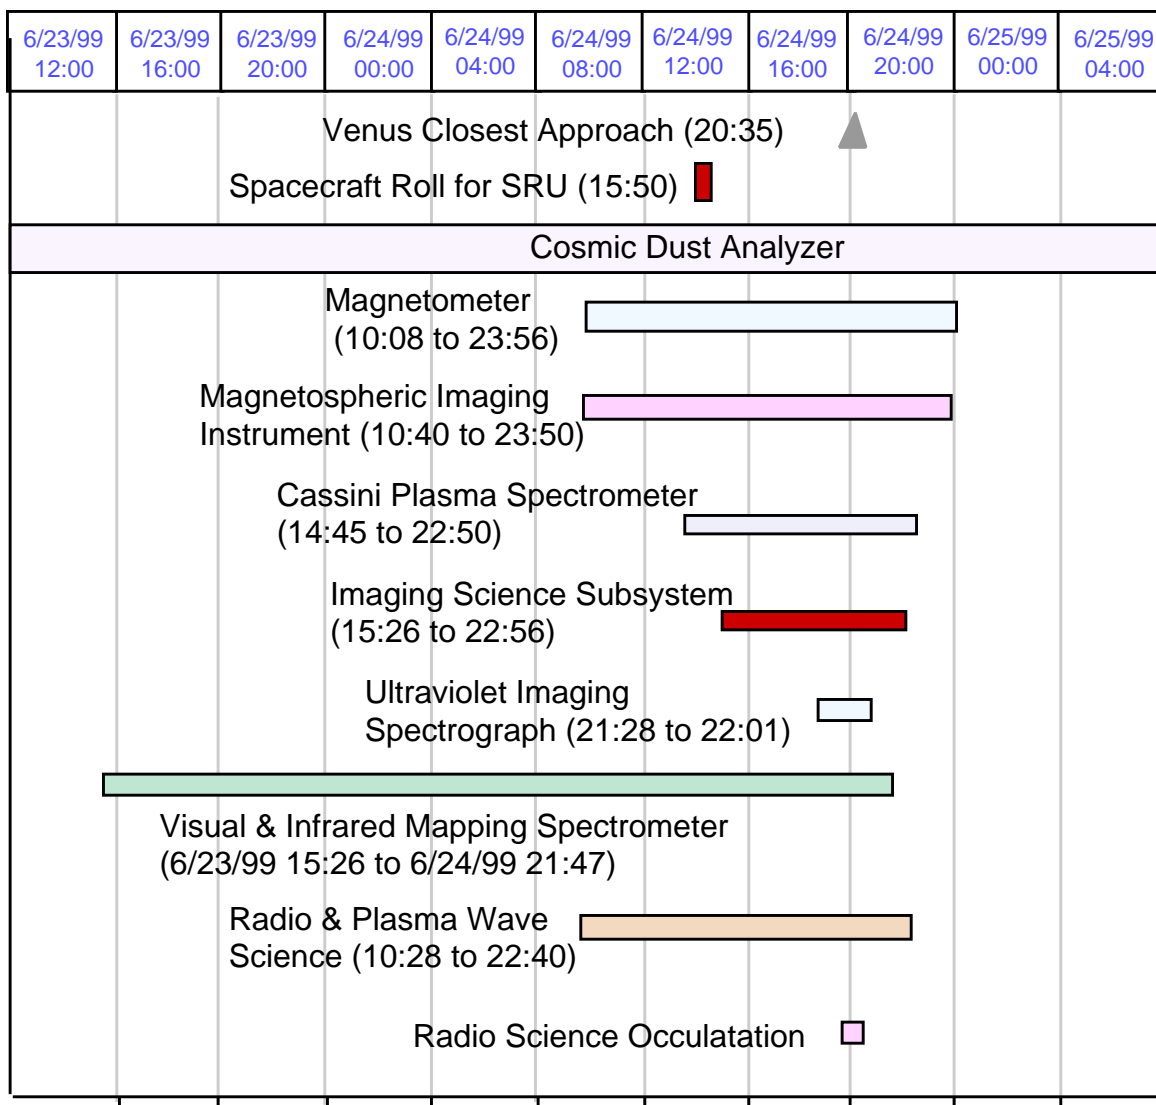 6/23/99 6/23/99 6/23/99 6/24/99 6/24/99 6/24/99 6/24/99 6/24/99 6/24/99 6/25/99 6/25/99
12:00 16:00 20:00 00:00 04:00 08:00 12:00 16:00 20:00 00:00 04:00
Venus Closest Approach (20:35)
Spacecraft Roll for SRU (15:50)
Cosmic Dust Analyzer
Magnetometer
(10:08 to 23:56)
Magnetospheric Imaging
Instrument (10:40 to 23:50)
Cassini Plasma Spectrometer
(14:45 to 22:50)
Imaging Science Subsystem
(15:26 to 22:56)
Ultraviolet Imaging
Spectrograph (21:28 to 22:01)
Visual & Infrared Mapping Spectrometer
(6/23/99 15:26 to 6/24/99 21:47)
Radio & Plasma Wave
Science (10:28 to 22:40)
Radio Science Occulatation